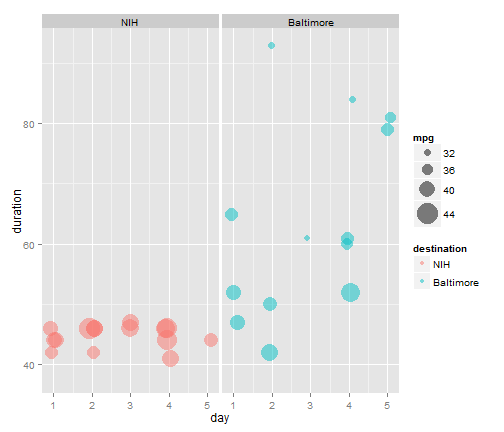 NIH
Baltimore
80
60
40
duration
1 2 3 4 5
1 2 3 4 5
day
mpg
32
36
40
44
destination
NIH
Baltimore